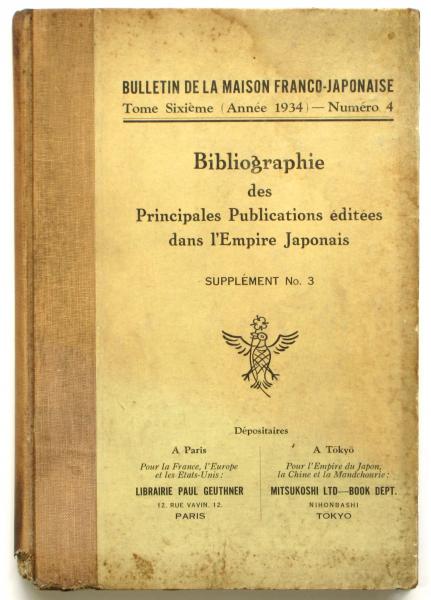 BULLETIN DE LA MAISON FRANCO-JAPONAISE
Tome Sixième (Année 1934) — Numéro 4
Bibliographie
des
Principales Publications éditées
dans l'Empire Japonais
SUPPLÉMENT No. 3
Dépositaires
A Paris
Pour la France, l'Europe
et les Etats-Unis:
LIBRAIRIE PAUL GEUTHNER
12. RUE VAVIN, 12.
PARIS
A Tōkyō
Pour l'Empire du Japon,
la Chine et la Mandchourie:
MITSUKOSHI LTD—BOOK DEPT.
NIHONBASHI
TOKYO